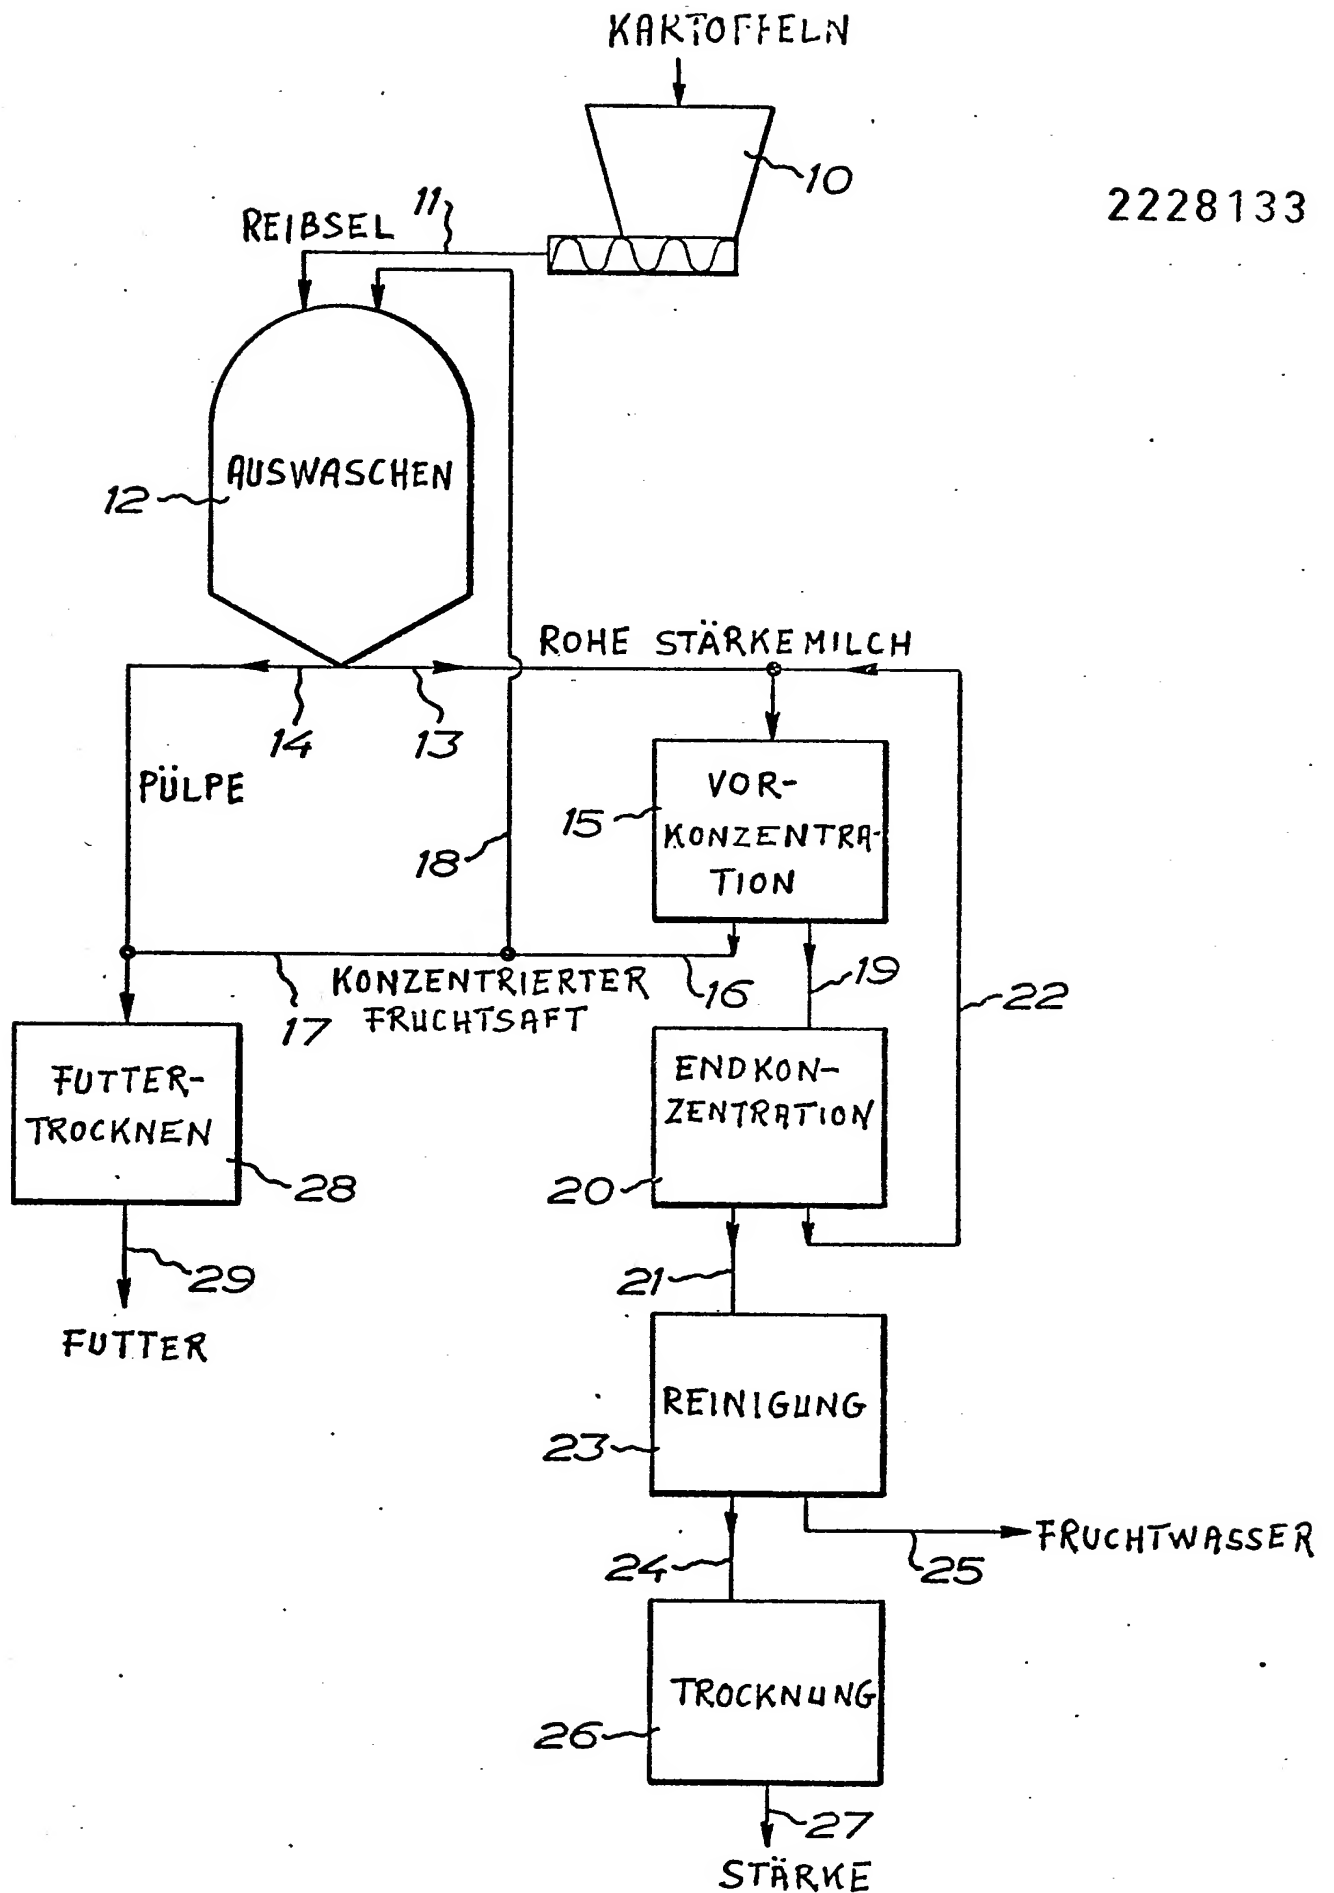 KARTOFFELN
10
2228133
11
REIBSEL
AUSWASCHEN
12
ROHE STÄRKEMILCH
14
13
PÜLPE
VOR-
15
KONZENTRA-
18
TION
19
KONZENTRIERTER
16
22
17
FRUCHTSAFT
FUTTER-
ENDKON-
TROCKNEN
ZENTRATION
28
20
29
21
FUTTER
REINIGUNG
23
FRUCHTWASSER
24
25
TROCKNUNG
26
27
STÄRKE